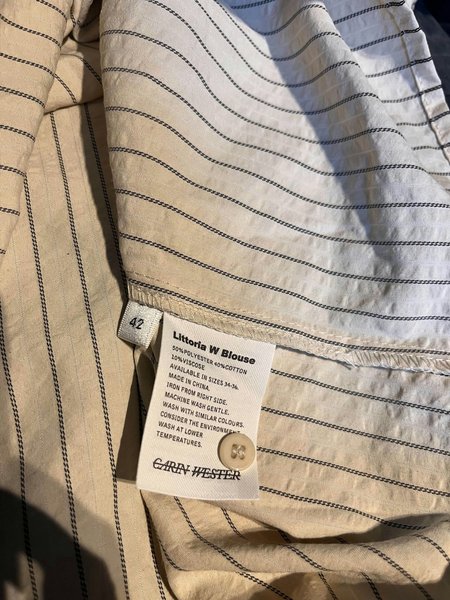 42
Littoria W Blouse
50%POLYESTER 40%COTTON
10%VISCOSE
AVAILABLE IN SIZES 34-36.
MADE IN CHINA.
IRON FROM RIGHT SIDE.
MACHINE WASH GENTLE.
WASH WITH SIMILAR COLOURS.
CONSIDER THE ENVIRONMENT
WASH AT LOWER
TEMPERATURES.
CARIN WESTER